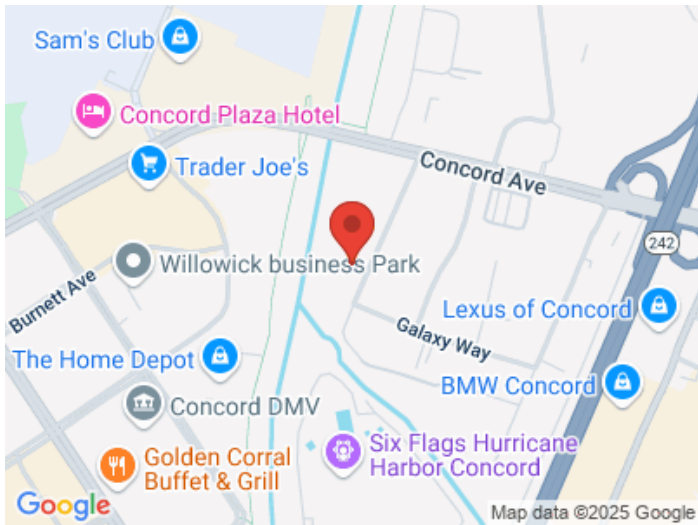 Sam's Club
Concord Plaza Hotel
Trader Joe's
Concord Ave
242
Willowick business Park
Burnett Ave
Lexus of Concord
Galaxy Way
The Home Depot
BMW Concord
Concord DMV
Golden Corral
Buffet & Grill
Six Flags Hurricane
Harbor Concord
Google
Map data ©2025 Google